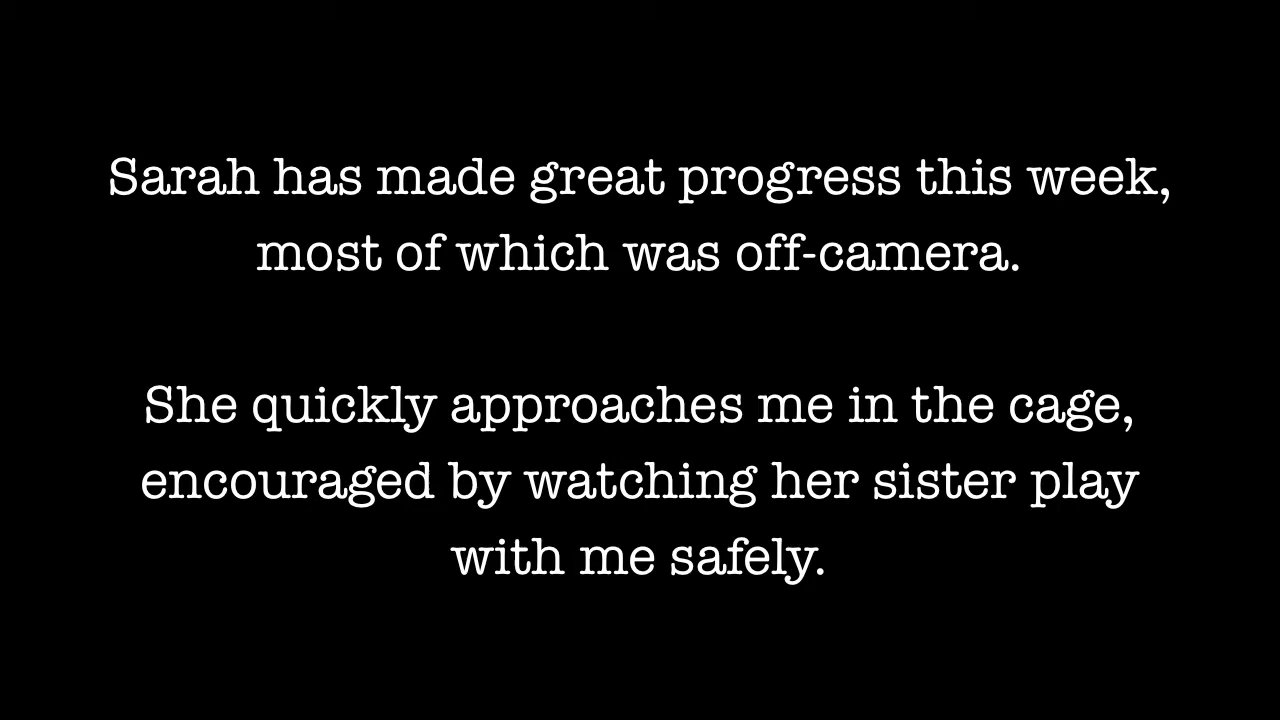 Sarah has made great progress this week,
most of which was off-camera.
She quickly approaches me in the cage,
encouraged by watching her sister play
with me safely.